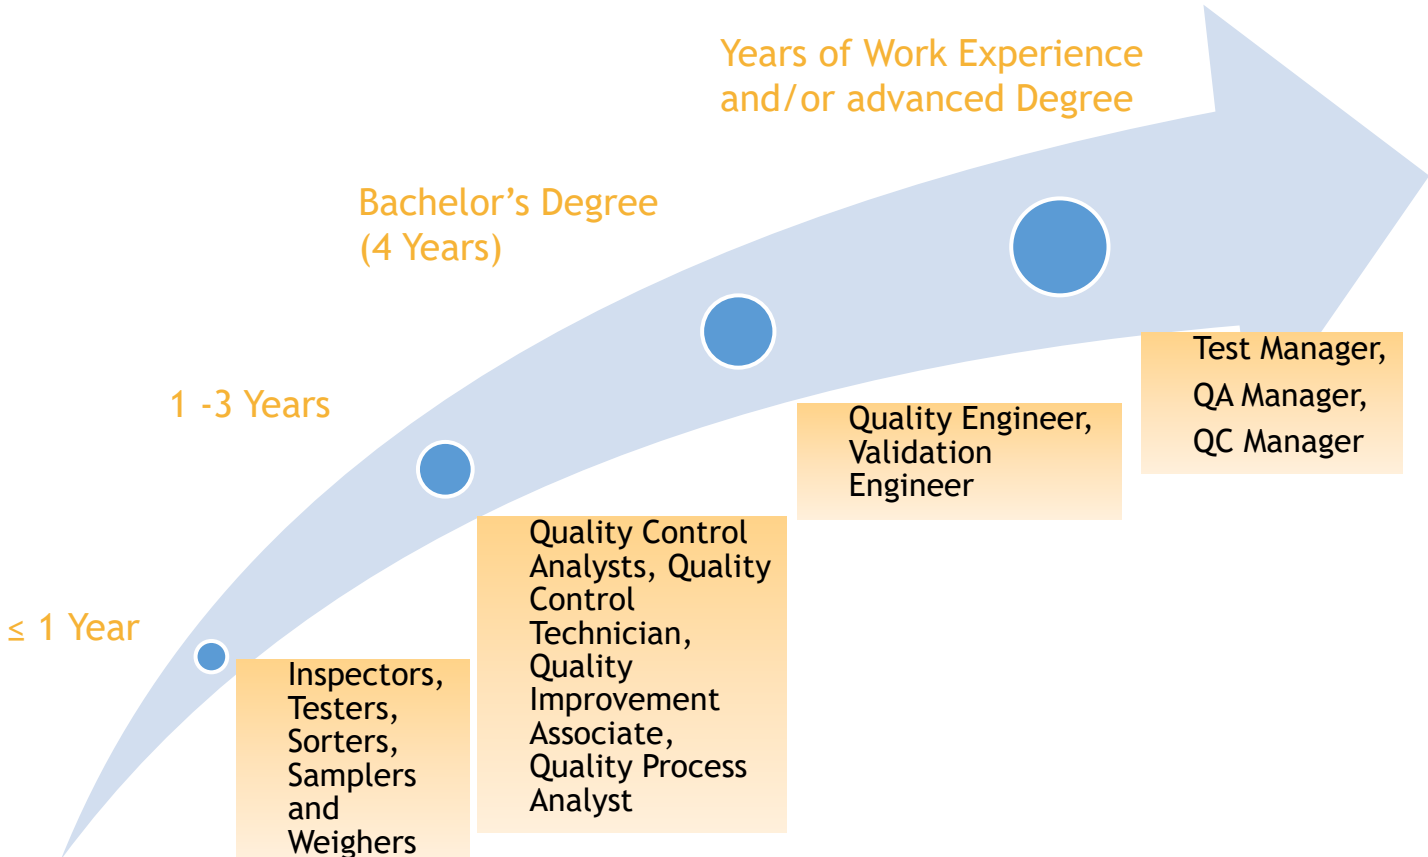 Years of Work Experience
and/or advanced Degree
Bachelor’s Degree
(4 Years)
1 -3 Years
≤ 1 Year
Inspectors,
Testers,
Sorters,
Samplers
and
Weighers
Quality Control
Analysts, Quality
Control
Technician,
Quality
Improvement
Associate,
Quality Process
Analyst
Quality Engineer,
Validation
Engineer
Test Manager,
QA Manager,
QC Manager